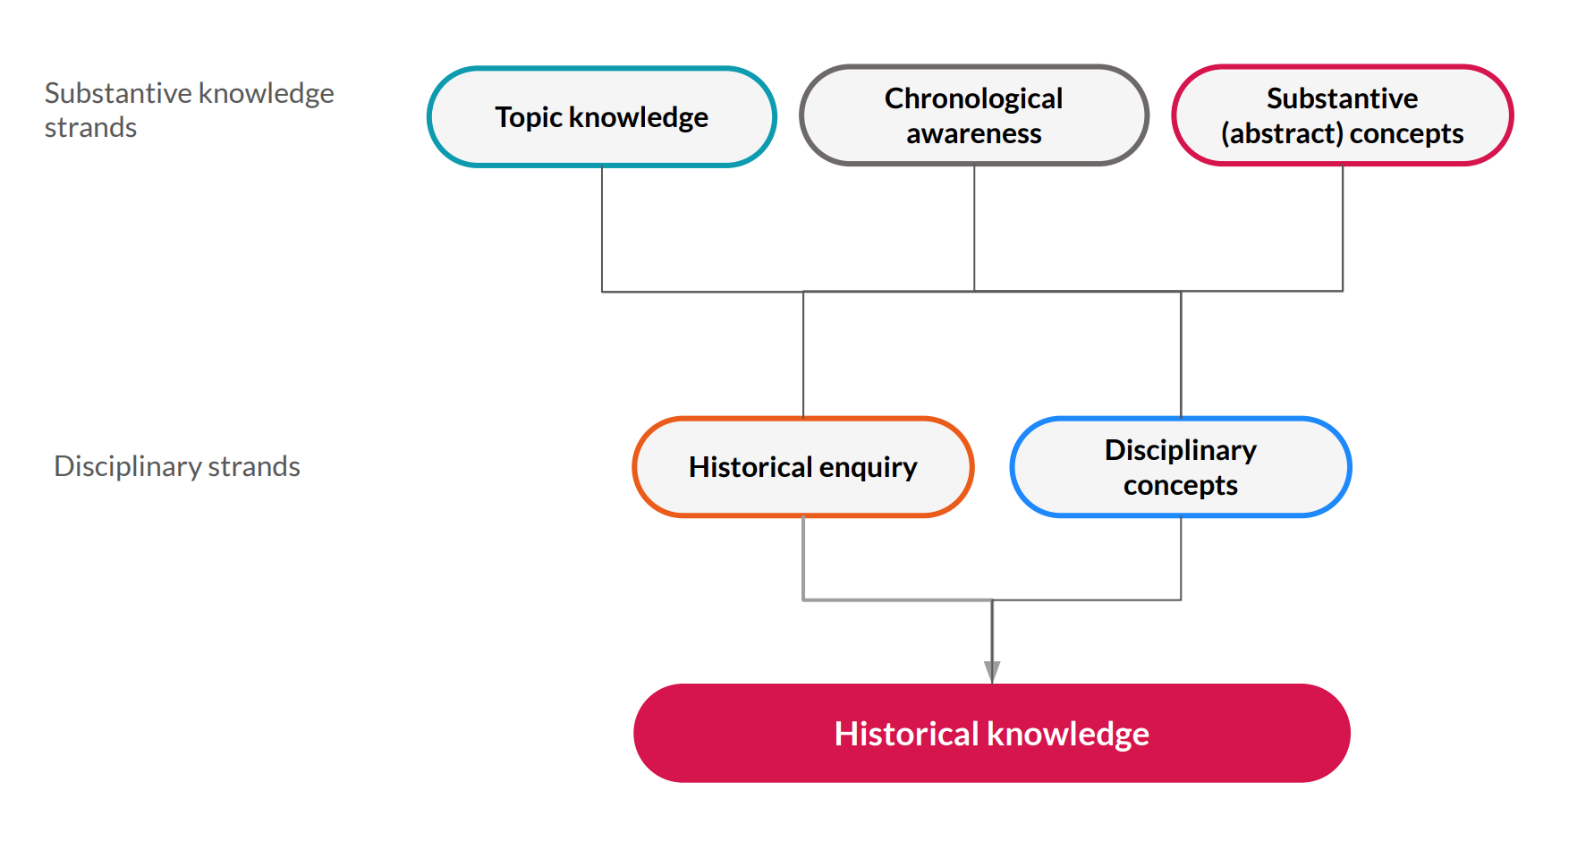 Substantive knowledge
strands
Topic knowledge
Chronological
awareness
Substantive
(abstract) concepts
Disciplinary strands
Historical enquiry
Disciplinary
concepts
Historical knowledge